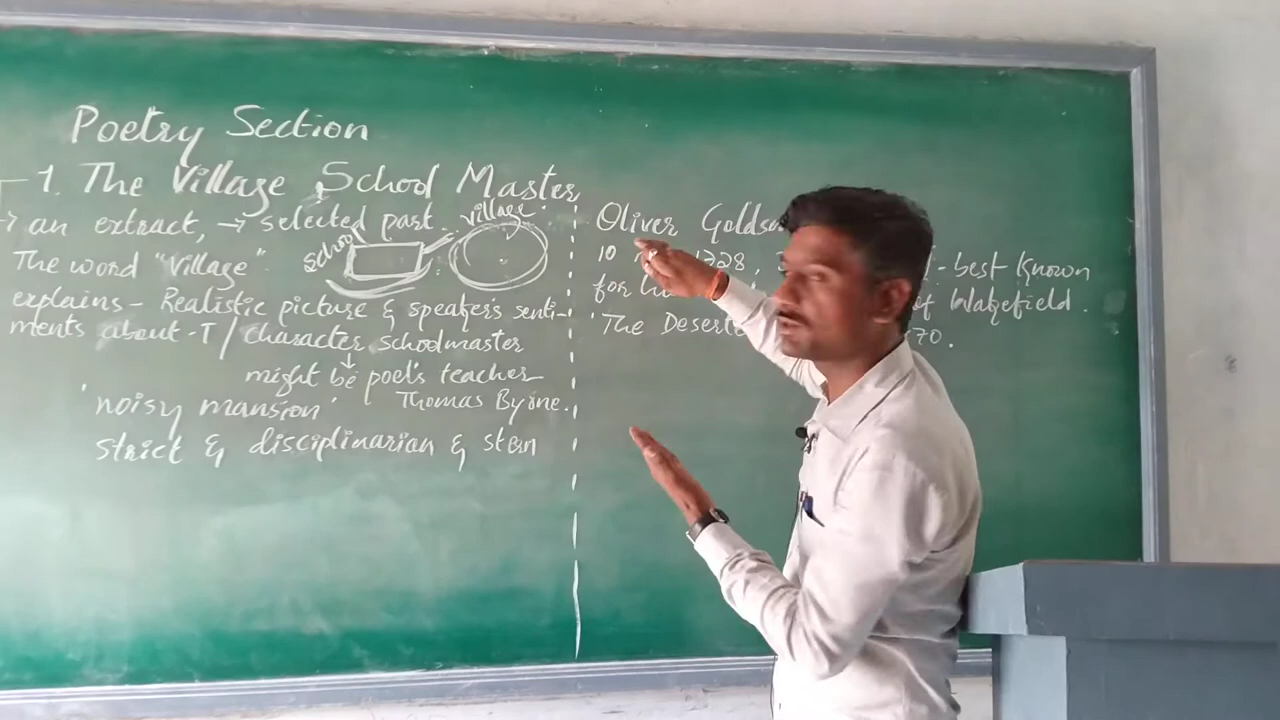 Poetry Section
1. The Village School Master
→ an extract, → selected part.
school
village
The word "Village"
explains - Realistic picture & speaker's senti-
ments about - T / character schoolmaster
might be poet's teacher
'noisy mansion' Thomas Byrne.
strict & disciplinarian & stern
Oliver
10 1728, - best known
for of Wakefield.
'The 70.